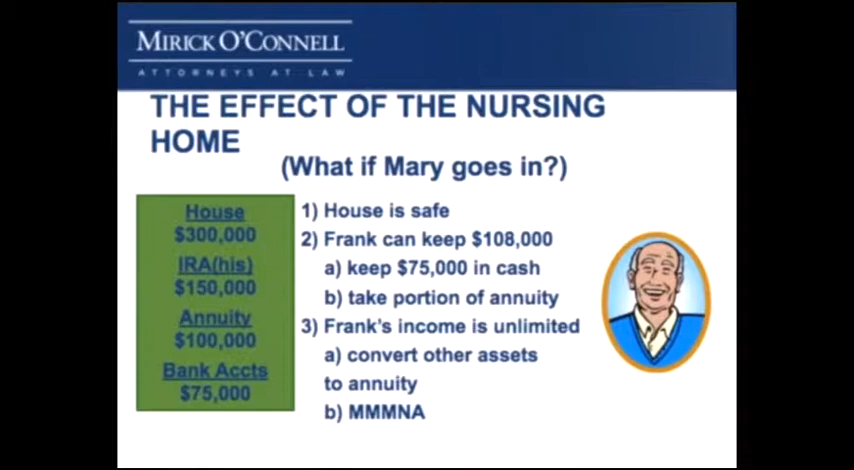 MIRICK O'CONNELL
ATTORNEYS AT LAW
THE EFFECT OF THE NURSING
HOME
(What if Mary goes in?)
House
$300,000
IRA(his)
$150,000
Annuity
$100,000
Bank Accts
$75,000
1) House is safe
2) Frank can keep $108,000
a) keep $75,000 in cash
b) take portion of annuity
3) Frank's income is unlimited
a) convert other assets
to annuity
b) MMMNA